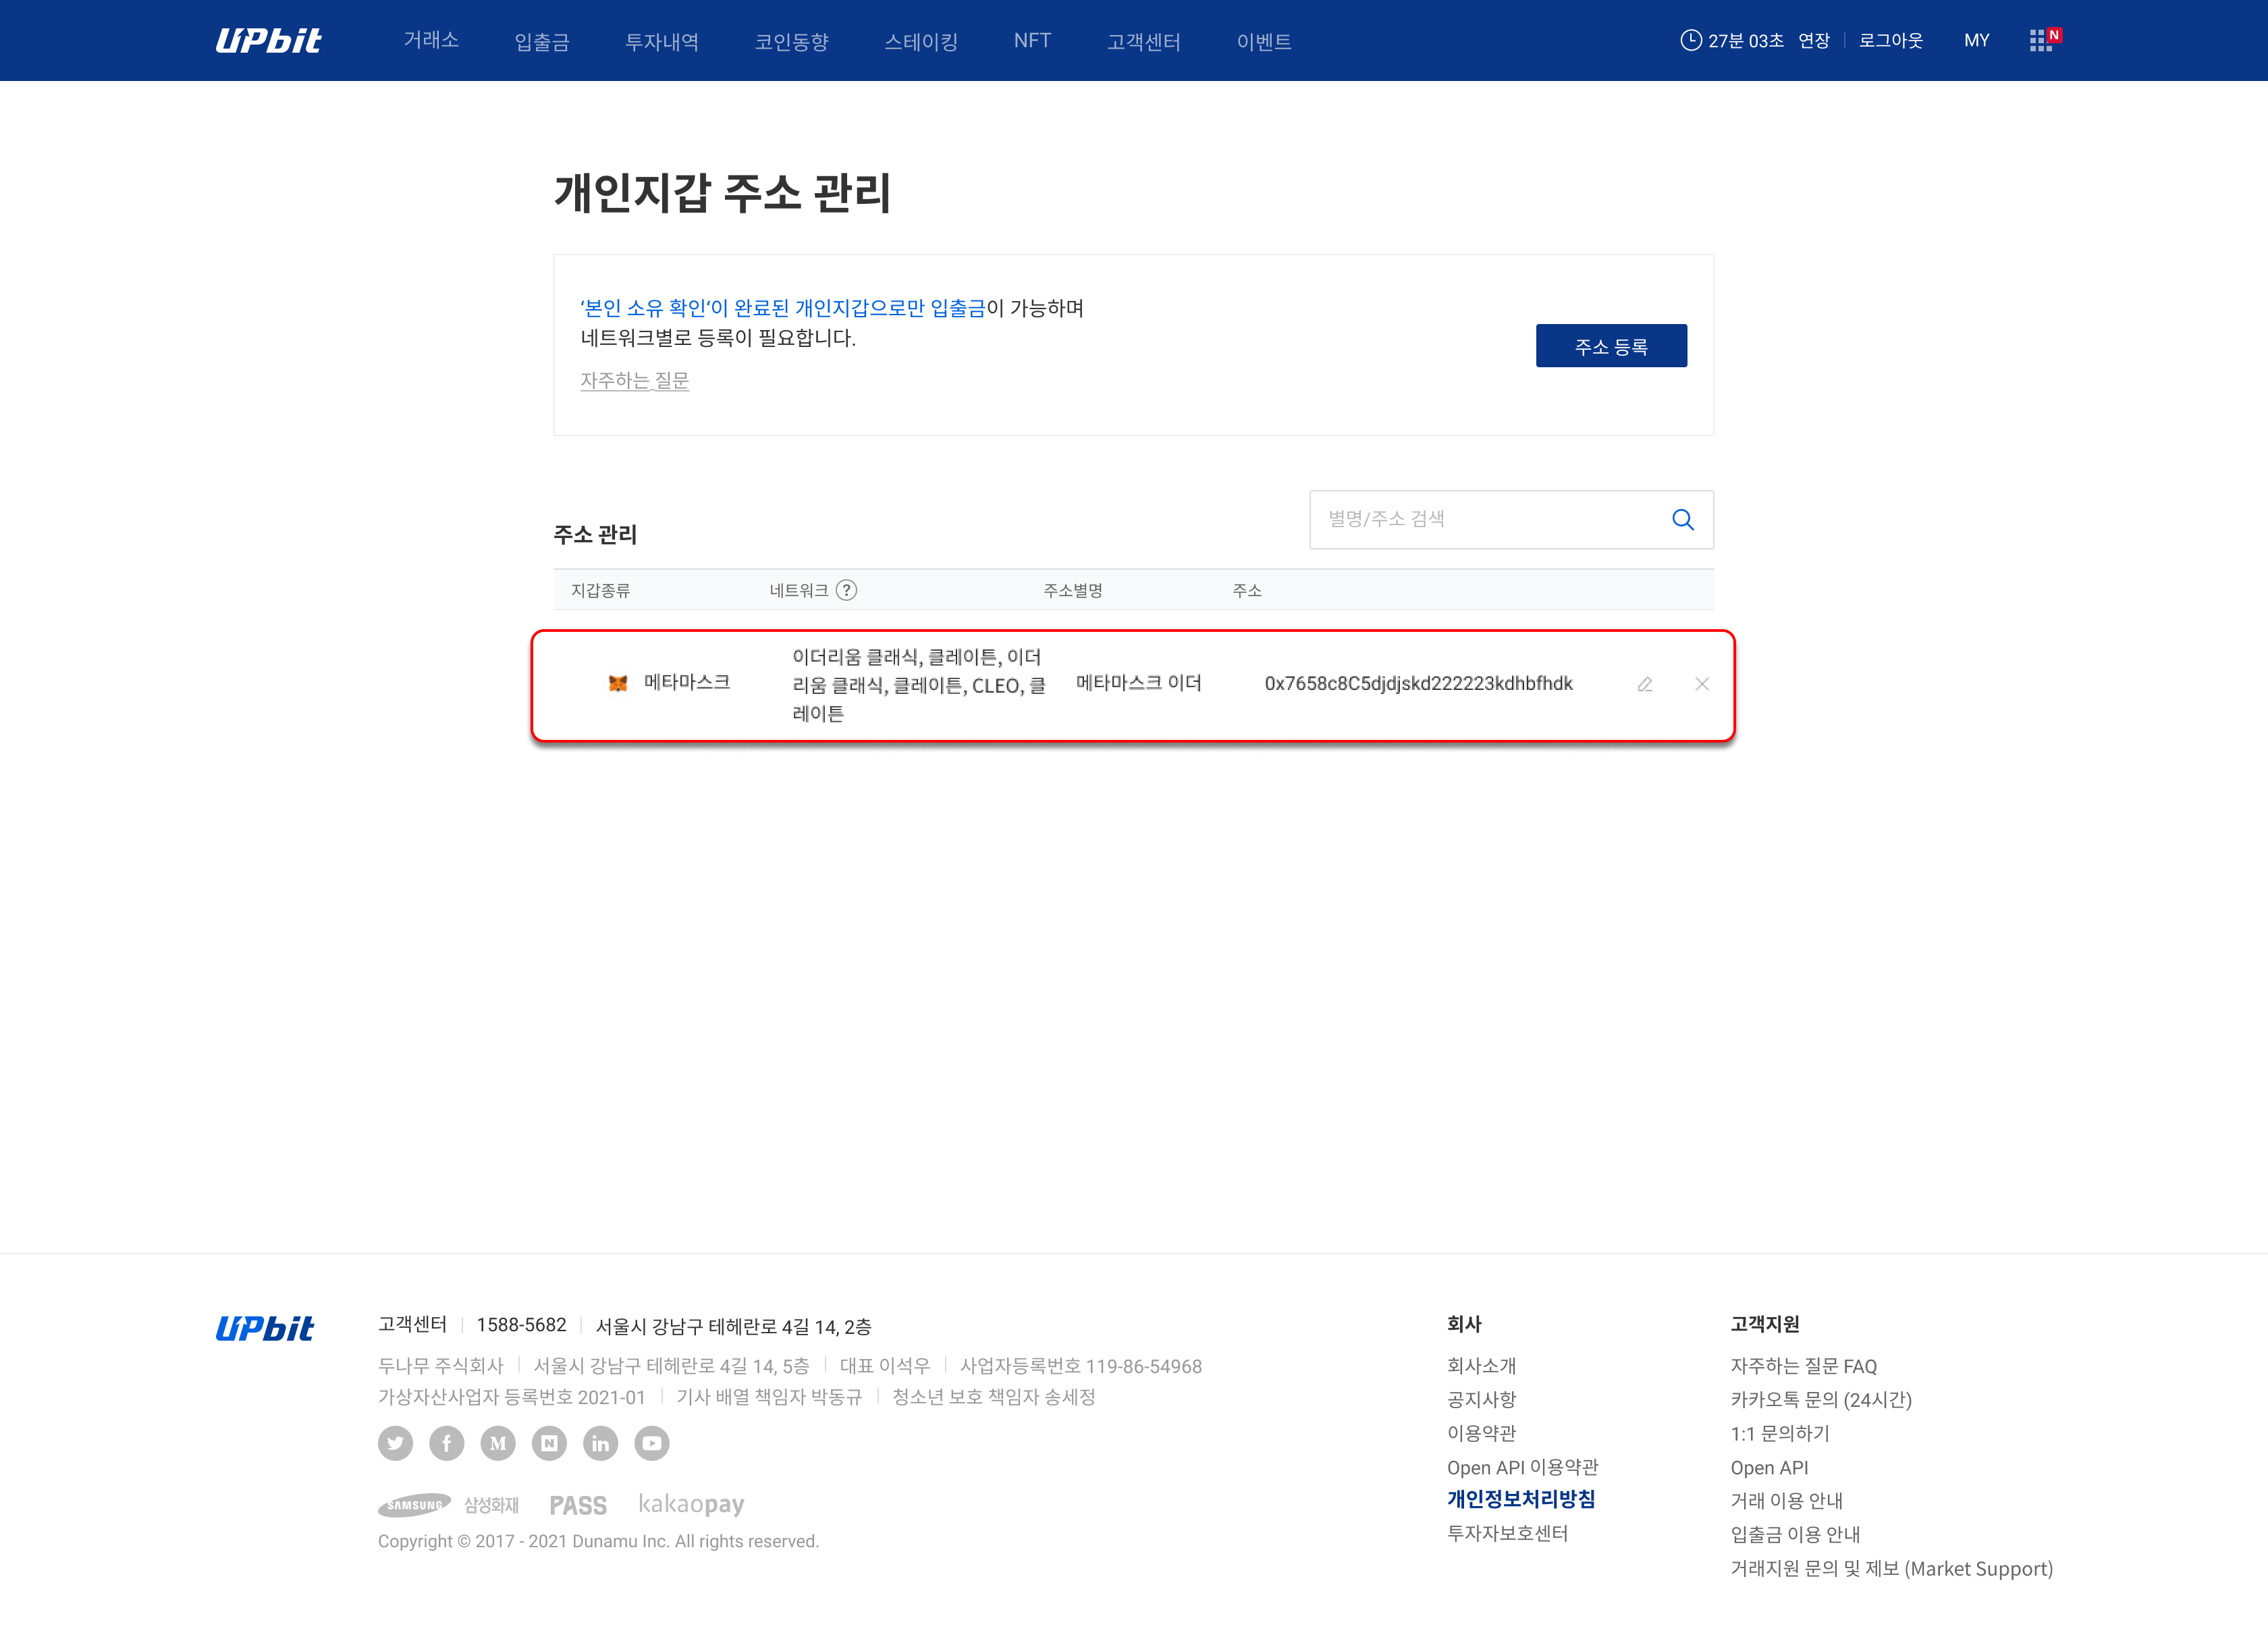 UPbit 거래소 입출금 투자내역 코인동향 스테이킹 NFT 고객센터 이벤트 27분 03초 연장 로그아웃 MY N
개인지갑 주소 관리
‘본인 소유 확인‘이 완료된 개인지갑으로만 입출금이 가능하며
네트워크별로 등록이 필요합니다.
주소 등록
자주하는 질문
주소 관리
별명/주소 검색
지갑종류 네트워크 ? 주소별명 주소
메타마스크
이더리움 클래식, 클레이튼, 이더
리움 클래식, 클레이튼, CLEO, 클
레이튼
메타마스크 이더
0x7658c8C5djdjskd222223kdhbfhdk
UPbit
고객센터 1588-5682 서울시 강남구 테헤란로 4길 14, 2층
두나무 주식회사 서울시 강남구 테헤란로 4길 14, 5층 대표 이석우 사업자등록번호 119-86-54968
가상자산사업자 등록번호 2021-01 기사 배열 책임자 박동규 청소년 보호 책임자 송세정
f M N in
SAMSUNG 삼성화재 PASS kakaopay
Copyright © 2017 - 2021 Dunamu Inc. All rights reserved.
회사
회사소개
공지사항
이용약관
Open API 이용약관
개인정보처리방침
투자자보호센터
고객지원
자주하는 질문 FAQ
카카오톡 문의 (24시간)
1:1 문의하기
Open API
거래 이용 안내
입출금 이용 안내
거래지원 문의 및 제보 (Market Support)